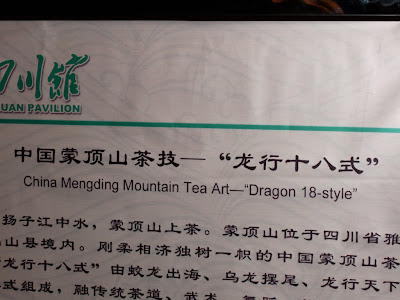 四川馆
UAN PAVILION
中国蒙顶山茶技—“龙行十八式”
China Mengding Mountain Tea Art—“Dragon 18-style”
扬子江中水，蒙顶山上茶。蒙顶山位于四川省雅
山县境内。刚柔相济独树一帜的中国蒙顶山茶
龙行十八式”由蛟龙出海、乌龙摆尾、龙行天下
式组成，融传统茶道、武术、舞蹈